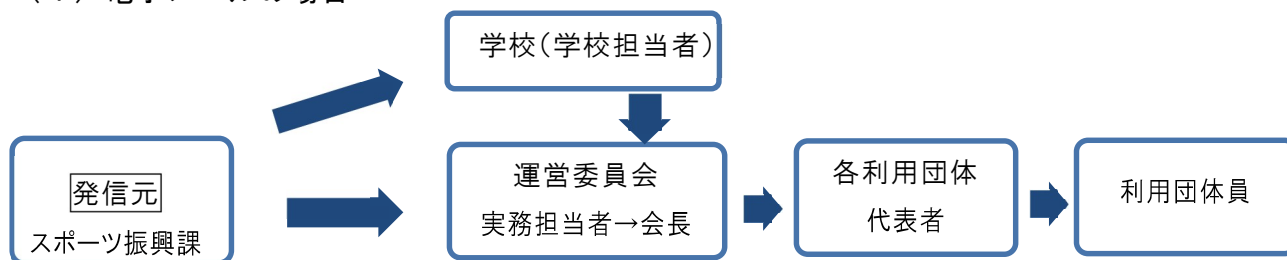 学校(学校担当者)
発信元
スポーツ振興課
運営委員会
実務担当者→会長
各利用団体
代表者
利用団体員